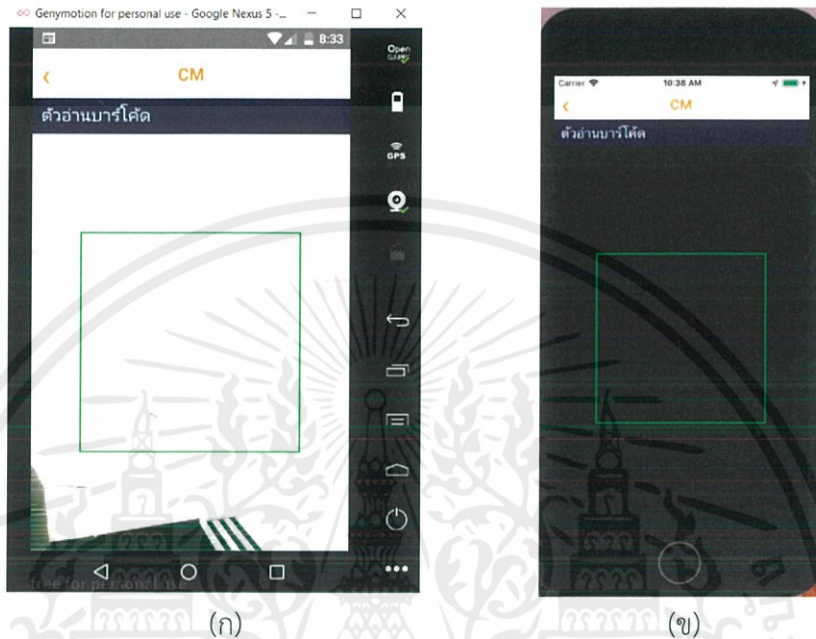 Genymotion for personal use - Google Nexus 5 -...
8:33
CM
ตัวอ่านบาร์โค้ด
Open
GAPPS
GPS
free for personal use
(ก)
Carrier
10:38 AM
CM
ตัวอ่านบาร์โค้ด
(ข)